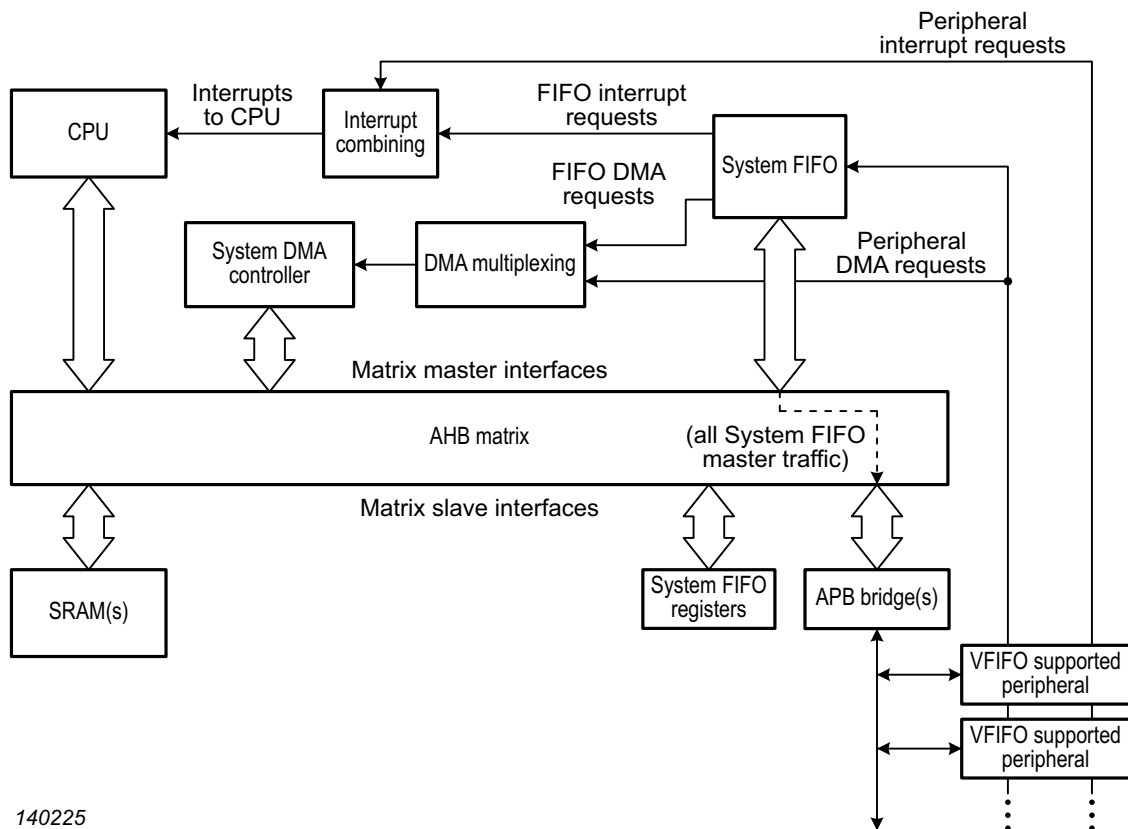 Peripheral
interrupt requests
CPU
Interrupts
to CPU
Interrupt
combining
FIFO interrupt
requests
System FIFO
FIFO DMA
requests
System DMA
controller
DMA multiplexing
Peripheral
DMA requests
Matrix master interfaces
AHB matrix
(all System FIFO
master traffic)
Matrix slave interfaces
SRAM(s)
System FIFO
registers
APB bridge(s)
VFIFO supported
peripheral
VFIFO supported
peripheral
140225